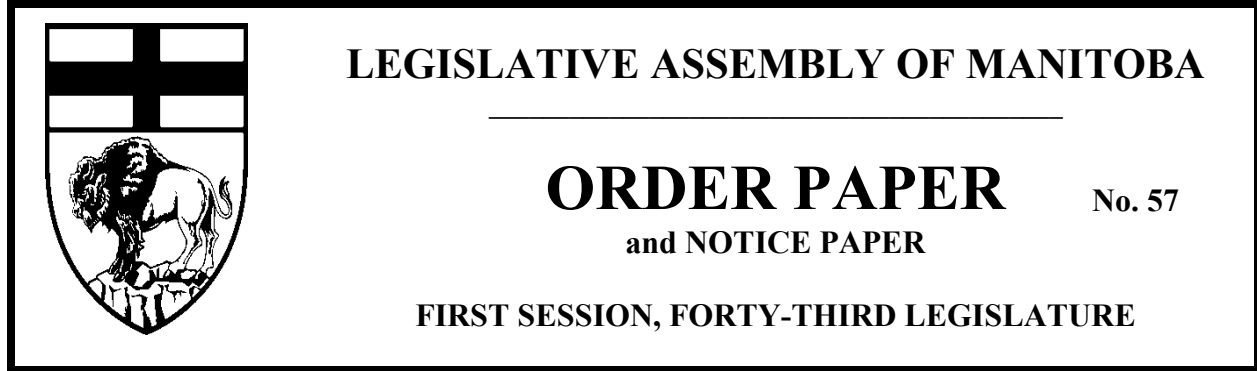 LEGISLATIVE ASSEMBLY OF MANITOBA
ORDER PAPER No. 57
and NOTICE PAPER
FIRST SESSION, FORTY-THIRD LEGISLATURE